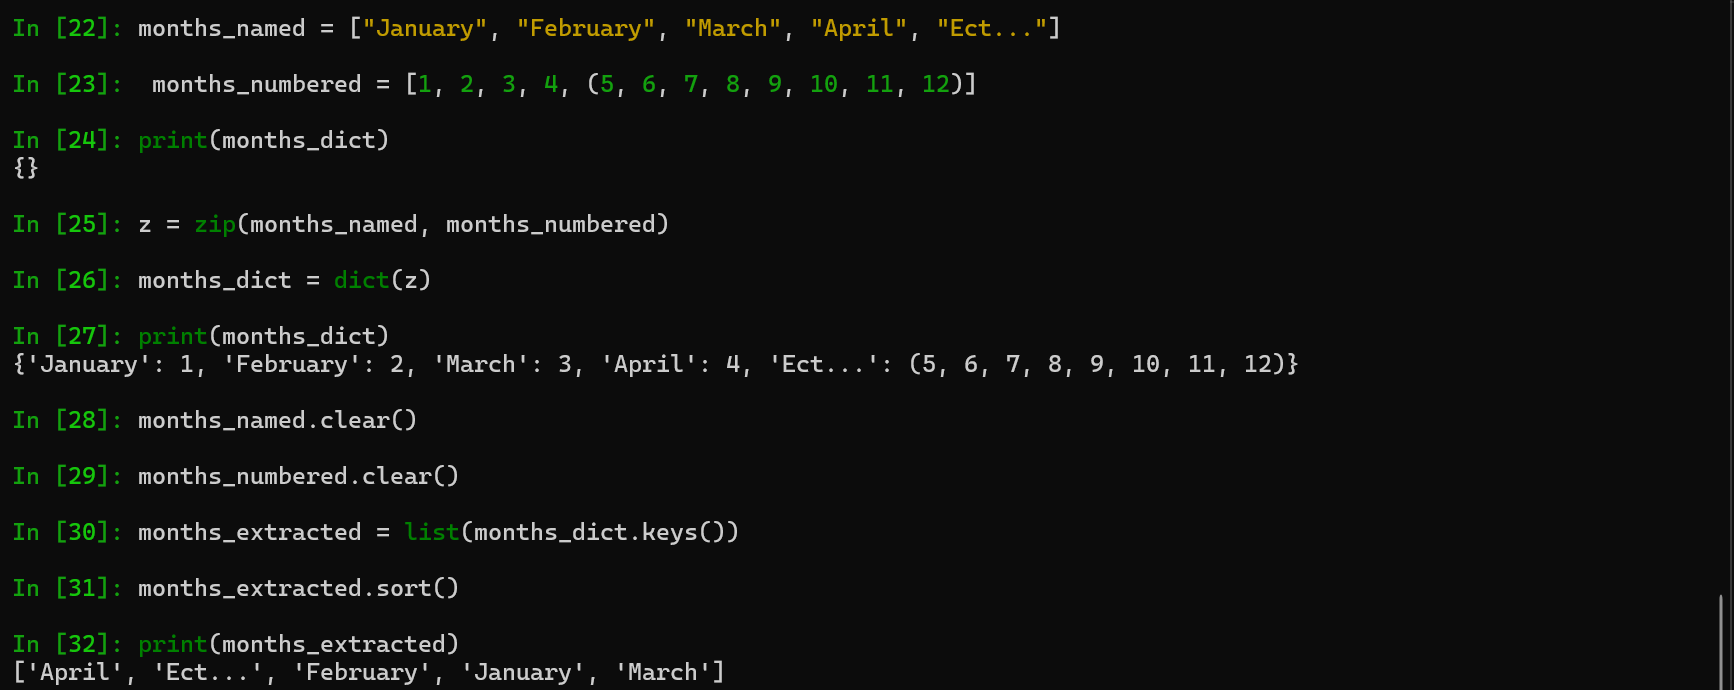 In [22]: months_named = ["January", "February", "March", "April", "Ect..."]
In [23]:  months_numbered = [1, 2, 3, 4, (5, 6, 7, 8, 9, 10, 11, 12)]
In [24]: print(months_dict)
{}
In [25]: z = zip(months_named, months_numbered)
In [26]: months_dict = dict(z)
In [27]: print(months_dict)
{'January': 1, 'February': 2, 'March': 3, 'April': 4, 'Ect...': (5, 6, 7, 8, 9, 10, 11, 12)}
In [28]: months_named.clear()
In [29]: months_numbered.clear()
In [30]: months_extracted = list(months_dict.keys())
In [31]: months_extracted.sort()
In [32]: print(months_extracted)
['April', 'Ect...', 'February', 'January', 'March']